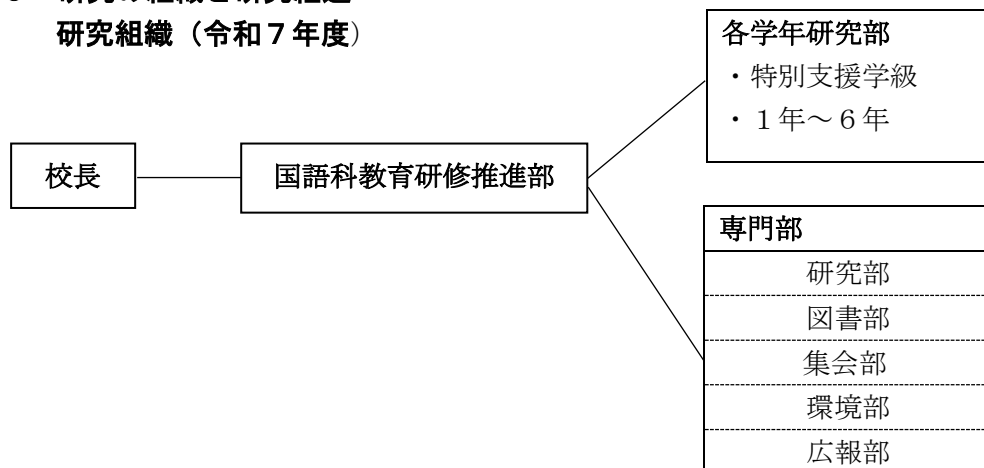 研究組織（令和７年度）
各学年研究部
・特別支援学級
・１年～６年
校長
国語科教育研修推進部
専門部
研究部
図書部
集会部
環境部
広報部